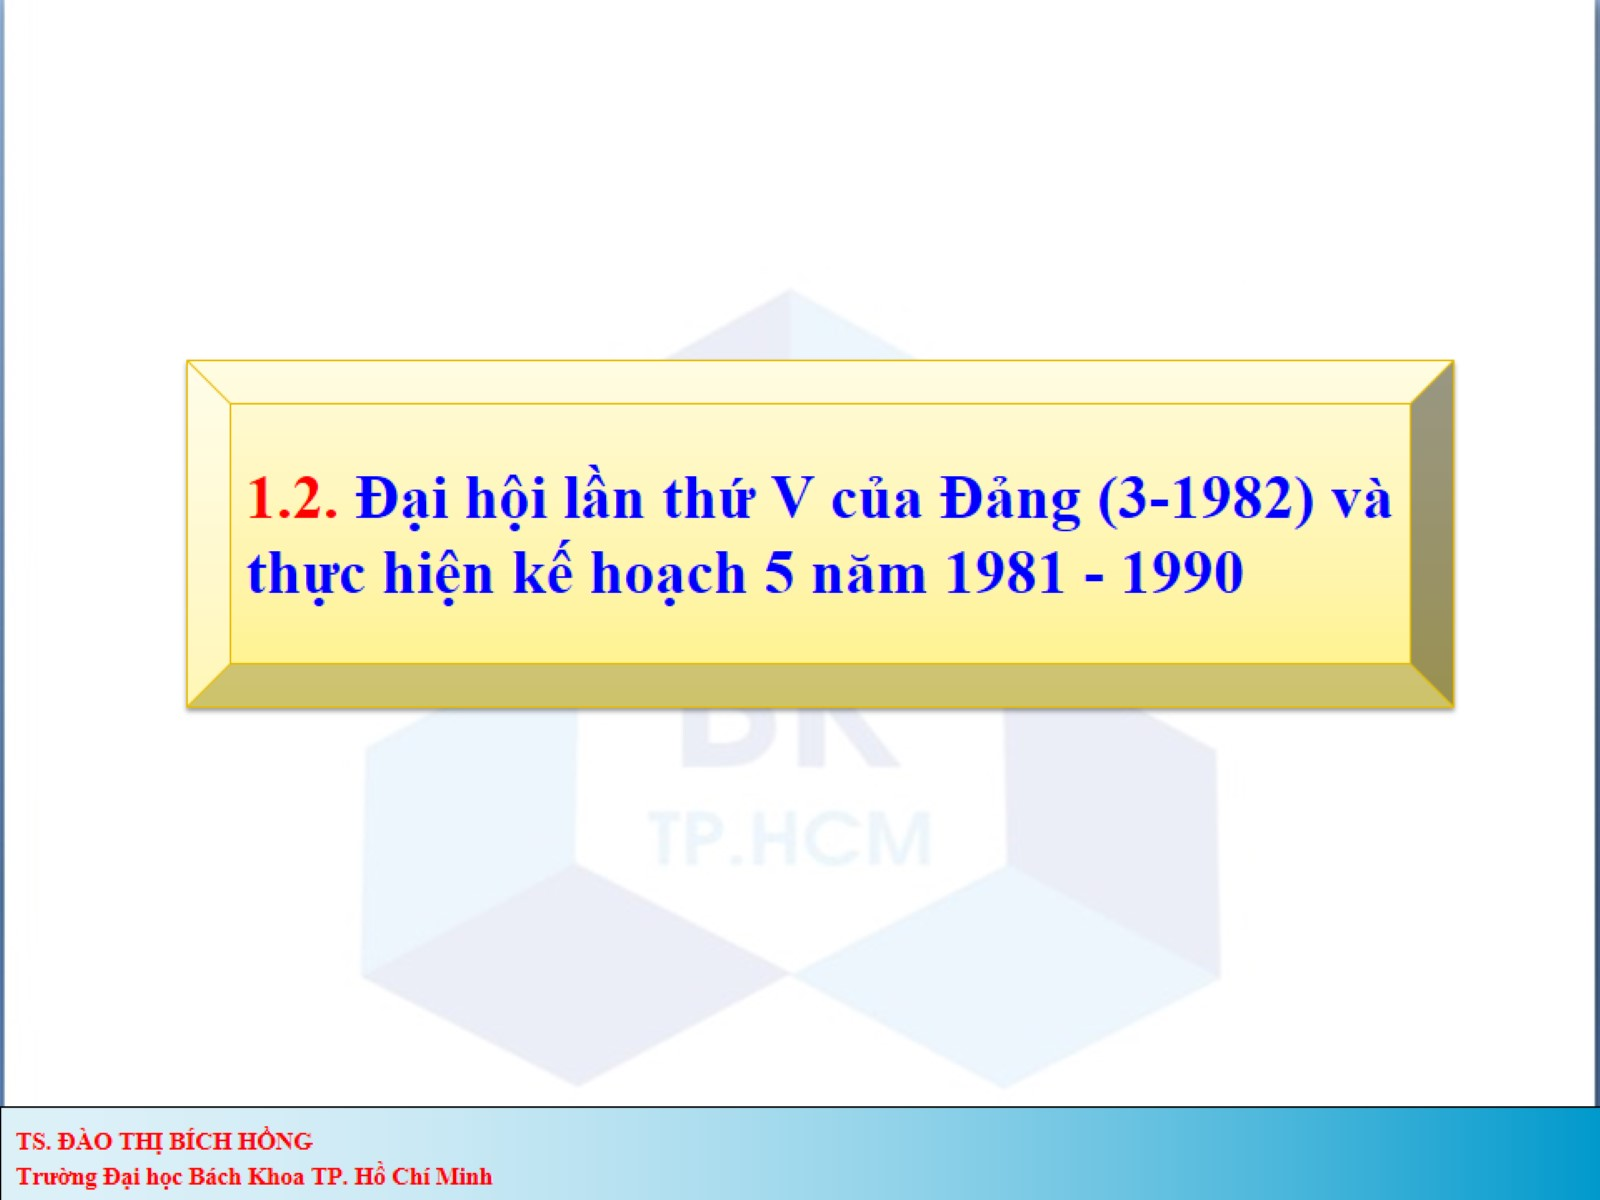 1.2. Đại hội lần thứ V của Đảng (3-1982) và
thực hiện kế hoạch 5 năm 1981 - 1990
BK
TP.HCM
TS. ĐÀO THỊ BÍCH HỒNG
Trường Đại học Bách Khoa TP. Hồ Chí Minh